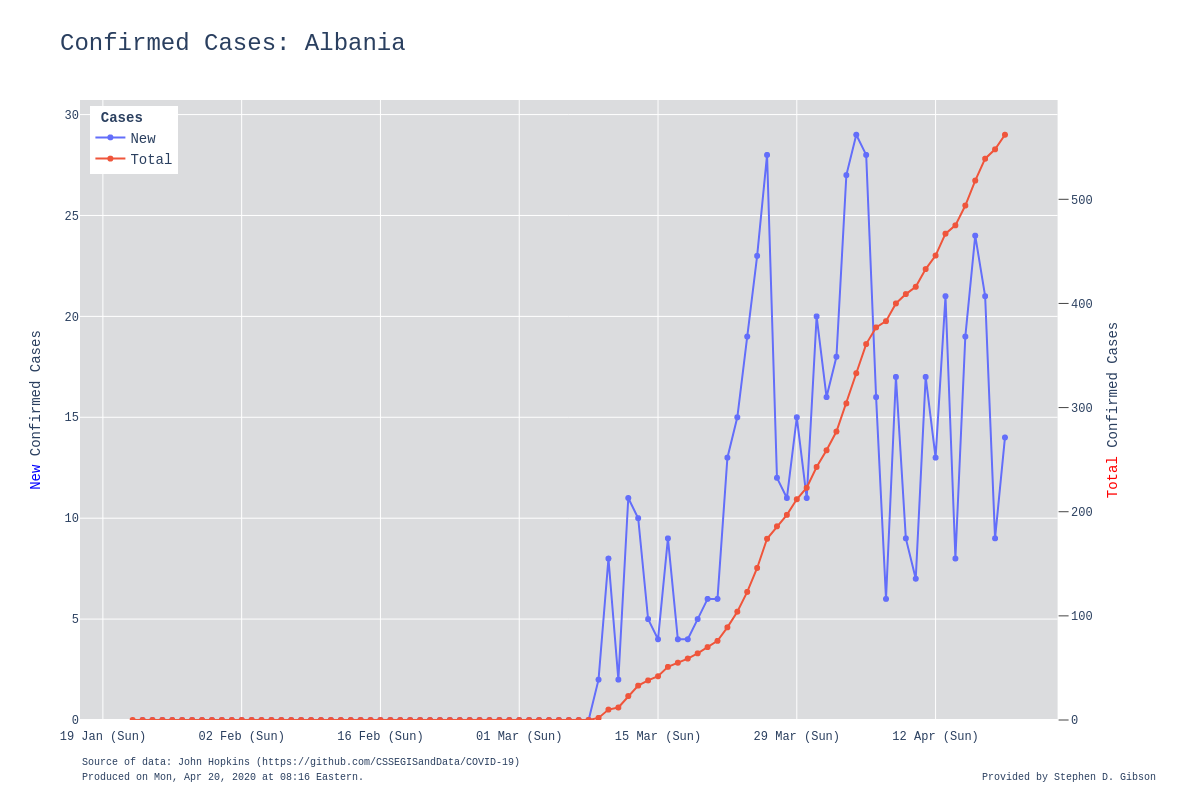 Confirmed Cases: Albania
Cases
New
Total
30
25
20
15
10
5
0
500
400
300
200
100
0
New Confirmed Cases
Total Confirmed Cases
19 Jan (Sun) 02 Feb (Sun) 16 Feb (Sun) 01 Mar (Sun) 15 Mar (Sun) 29 Mar (Sun) 12 Apr (Sun)
Source of data: John Hopkins (https://github.com/CSSEGISandData/COVID-19)
Produced on Mon, Apr 20, 2020 at 08:16 Eastern.
Provided by Stephen D. Gibson